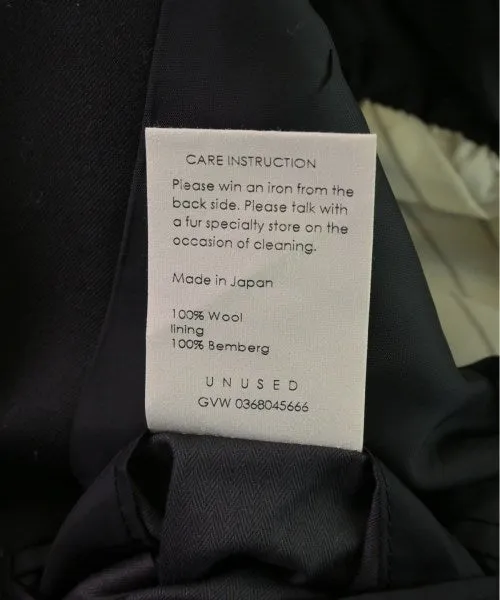 CARE INSTRUCTION
Please win an iron from the
back side. Please talk with
a fur specialty store on the
occasion of cleaning.
Made in Japan
100% Wool
lining
100% Bemberg
UNUSED
GVW 0368045666